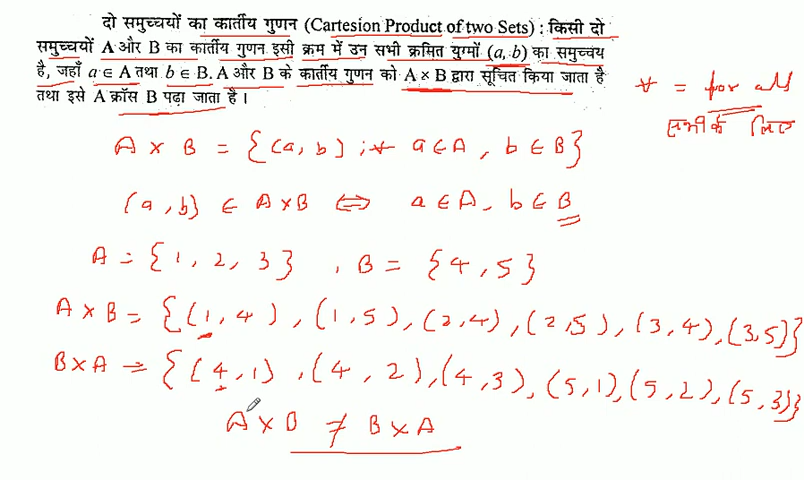 दो समुच्चयों का कार्तीय गुणन (Cartesion Product of two Sets) : किसी दो
समुच्चयों A और B का कार्तीय गुणन इसी क्रम में उन सभी क्रमित युग्मों (a, b) का समुच्चय
है, जहाँ a ∈ A तथा b ∈ B. A और B के कार्तीय गुणन को A × B द्वारा सूचित किया जाता है
तथा इसे A क्रॉस B पढ़ा जाता है।
∀ = for all
सभी के लिए
A × B = {(a, b) ; ∀ a ∈ A, b ∈ B}
(a, b) ∈ A×B ⇔ a ∈ A, b ∈ B
A = {1, 2, 3} , B = {4, 5}
A × B = {(1, 4), (1, 5), (2, 4), (2, 5), (3, 4), (3, 5)}
B × A = {(4, 1), (4, 2), (4, 3), (5, 1), (5, 2), (5, 3)}
A × B ≠ B × A